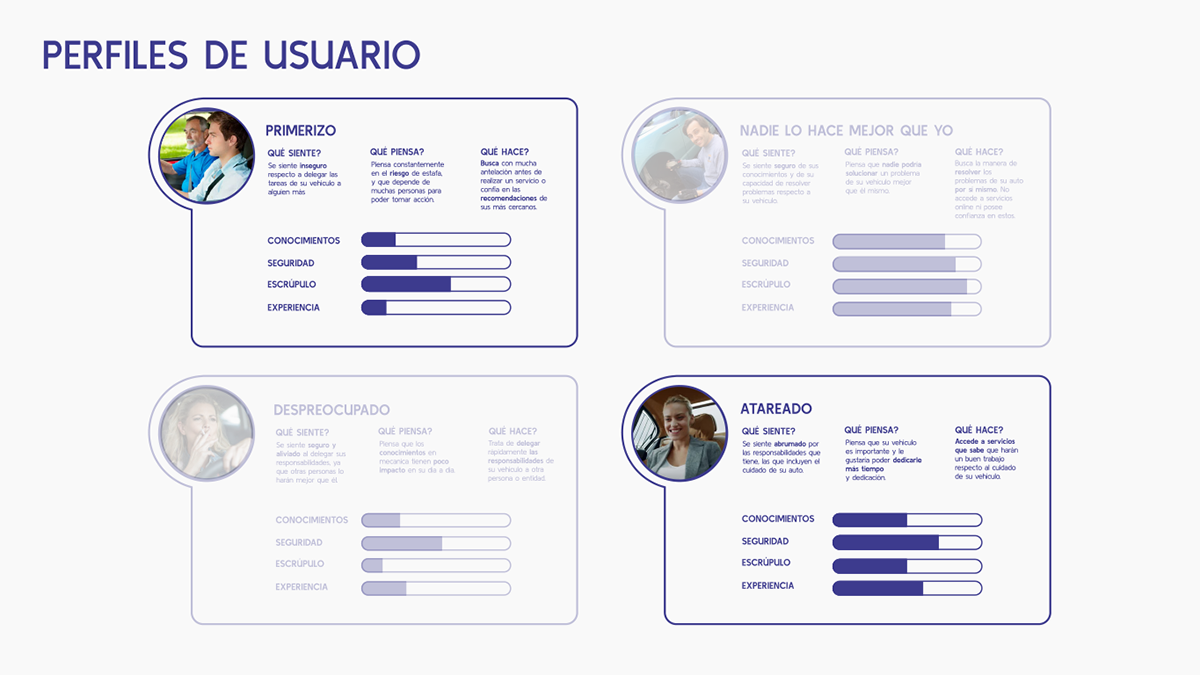 PERFILES DE USUARIO
PRIMERIZO
QUÉ SIENTE?
Se siente inseguro
respecto a delegar las
tareas de su vehículo a
alguien más.
QUÉ PIENSA?
Piensa constantemente
en el riesgo de estafa,
y que depende de
muchas personas para
poder tomar acción.
QUÉ HACE?
Busca con mucha
antelación antes de
realizar un servicio o
confía en las
recomendaciones de
sus más cercanos.
CONOCIMIENTOS
SEGURIDAD
ESCRÚPULO
EXPERIENCIA
NADIE LO HACE MEJOR QUE YO
QUÉ SIENTE?
Se siente seguro de sus
conocimientos y de su
capacidad de resolver
problemas respecto a
su vehículo.
QUÉ PIENSA?
Piensa que nadie podría
solucionar un problema
de su vehículo mejor
que él mismo.
QUÉ HACE?
Busca la manera de
resolver los
problemas de su auto
por sí mismo. No
accede a servicios
online ni posee
confianza en estos.
CONOCIMIENTOS
SEGURIDAD
ESCRÚPULO
EXPERIENCIA
DESPREOCUPADO
QUÉ SIENTE?
Se siente seguro y
aliviado al delegar sus
responsabilidades, ya
que otras personas lo
harán mejor que él.
QUÉ PIENSA?
Piensa que los
conocimientos en
mecánica tienen poco
impacto en su día a día.
QUÉ HACE?
Trata de delegar
rápidamente las
responsabilidades de
su vehículo a otra
persona o entidad.
CONOCIMIENTOS
SEGURIDAD
ESCRÚPULO
EXPERIENCIA
ATAREADO
QUÉ SIENTE?
Se siente abrumado por
las responsabilidades que
tiene, las que incluyen el
cuidado de su auto.
QUÉ PIENSA?
Piensa que su vehículo
es importante y le
gustaría poder dedicarle
más tiempo
y dedicación.
QUÉ HACE?
Accede a servicios
que sabe que harán
un buen trabajo
respecto al cuidado
de su vehículo.
CONOCIMIENTOS
SEGURIDAD
ESCRÚPULO
EXPERIENCIA